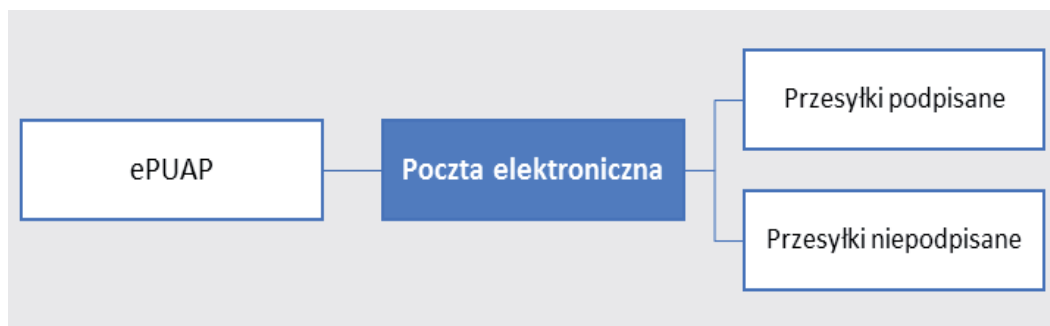 ePUAP
Poczta elektroniczna
Przesyłki podpisane
Przesyłki niepodpisane